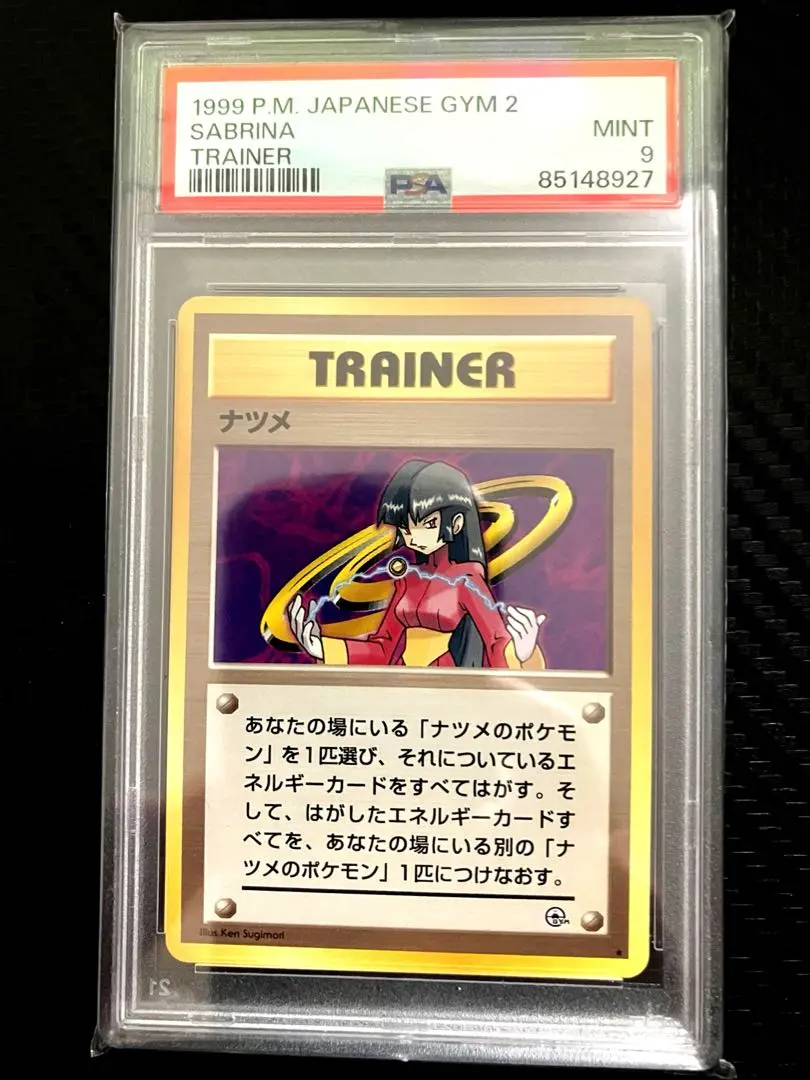 1999 P.M. JAPANESE GYM 2
SABRINA
MINT
TRAINER
9
PSA
85148927
TRAINER
ナツメ
あなたの場にいる「ナツメのポケモ
ン」を1匹選び、それについているエ
ネルギーカードをすべてはがす。そ
して、はがしたエネルギーカードす
べてを、あなたの場にいる別の「ナ
ツメのポケモン」1匹につけなおす。
GYM
Illus.Ken Sugimori
★
21